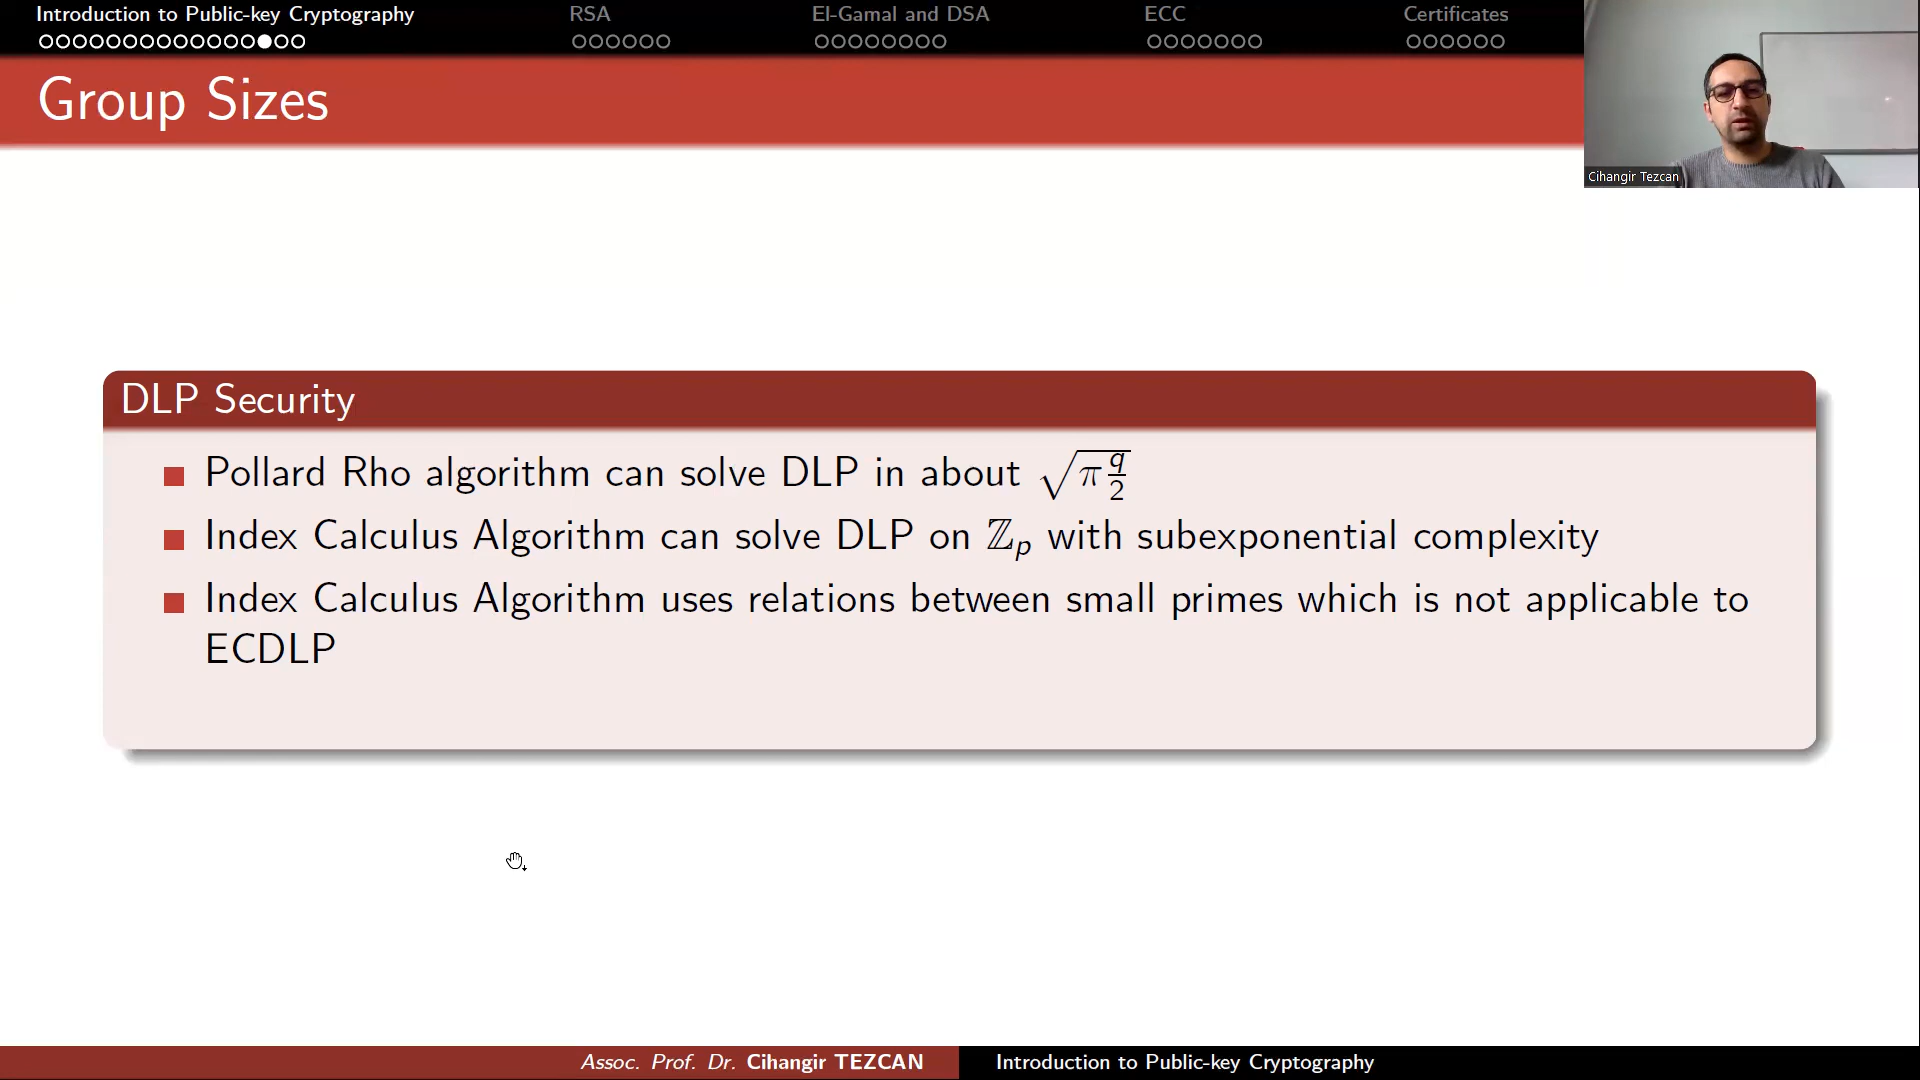 Introduction to Public-key Cryptography RSA El-Gamal and DSA ECC Certificates
Group Sizes
Cihangir Tezcan
DLP Security
Pollard Rho algorithm can solve DLP in about √(π q/2)
Index Calculus Algorithm can solve DLP on ℤp with subexponential complexity
Index Calculus Algorithm uses relations between small primes which is not applicable to
ECDLP
Assoc. Prof. Dr. Cihangir TEZCAN Introduction to Public-key Cryptography